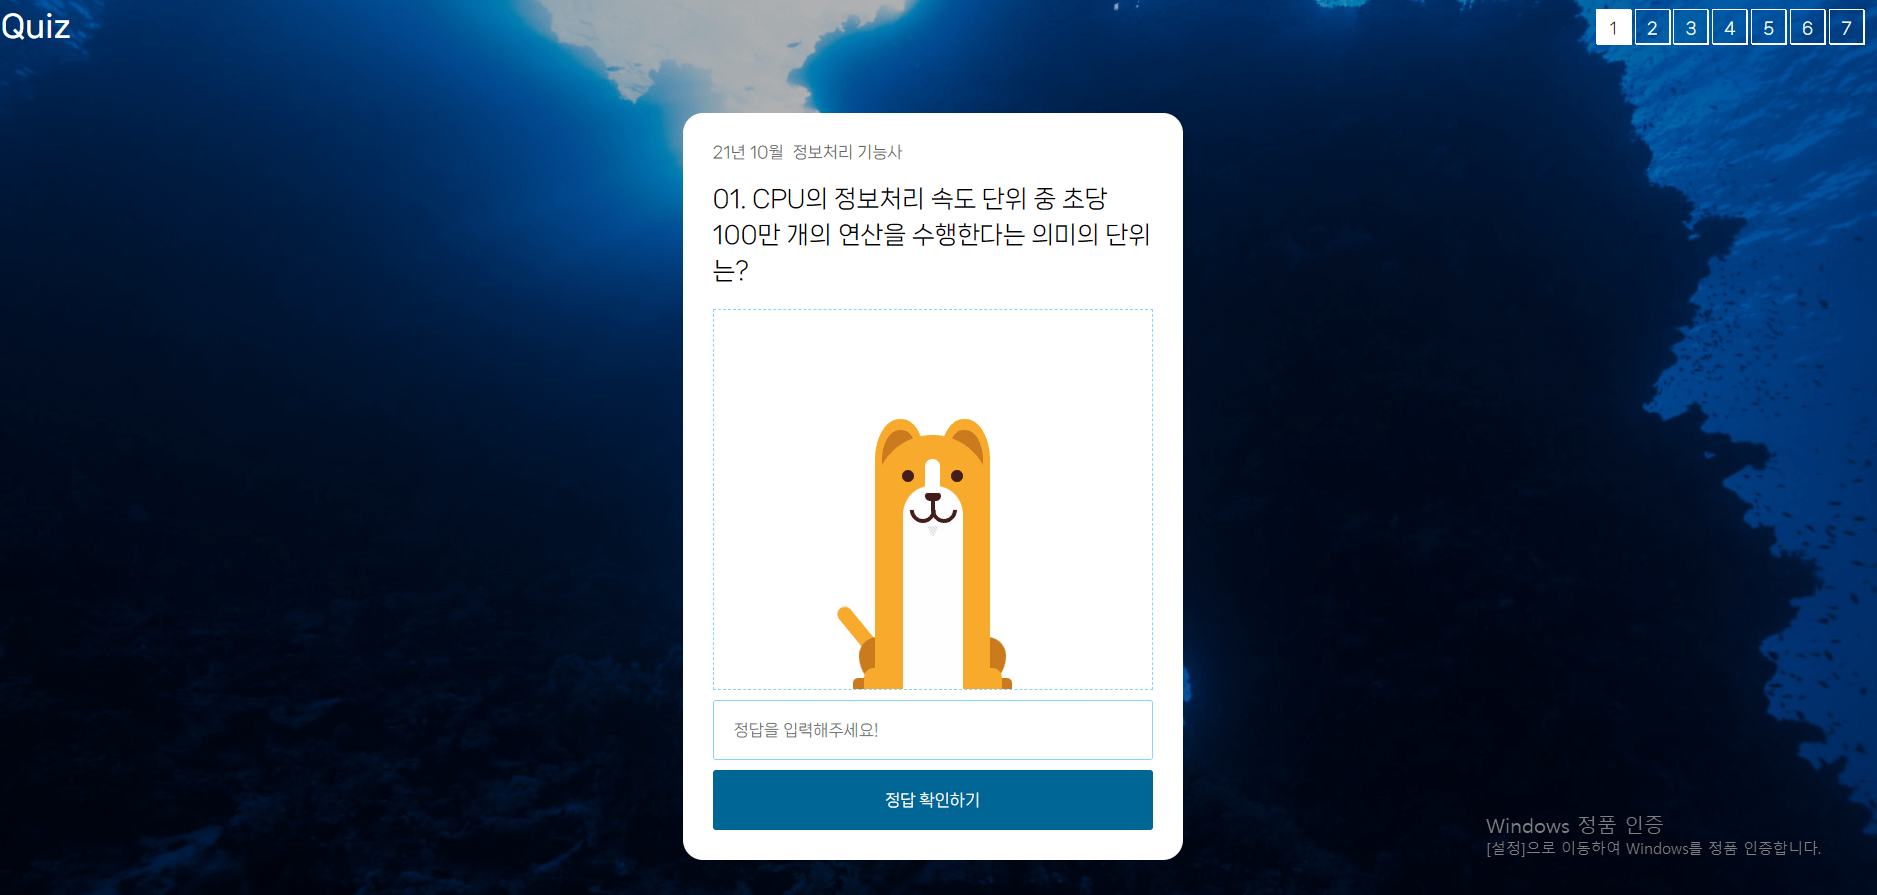 Quiz
1 2 3 4 5 6 7
21년 10월 정보처리 기능사
01. CPU의 정보처리 속도 단위 중 초당
100만 개의 연산을 수행한다는 의미의 단위
는?
정답을 입력해주세요!
정답 확인하기
Windows 정품 인증
[설정]으로 이동하여 Windows를 정품 인증합니다.